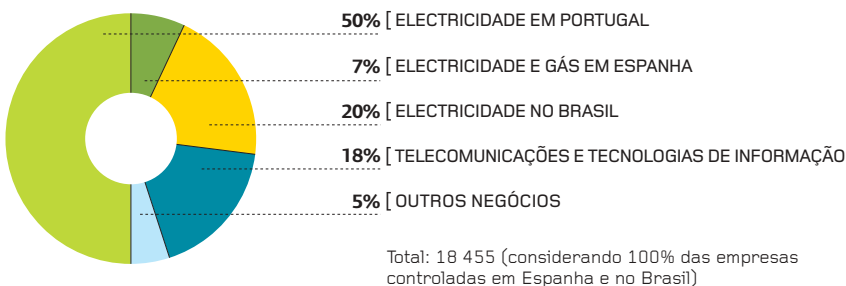 50% [ ELECTRICIDADE EM PORTUGAL
7% [ ELECTRICIDADE E GÁS EM ESPANHA
20% [ ELECTRICIDADE NO BRASIL
18% [ TELECOMUNICAÇÕES E TECNOLOGIAS DE INFORMAÇÃO
5% [ OUTROS NEGÓCIOS
Total: 18 455 (considerando 100% das empresas
controladas em Espanha e no Brasil)